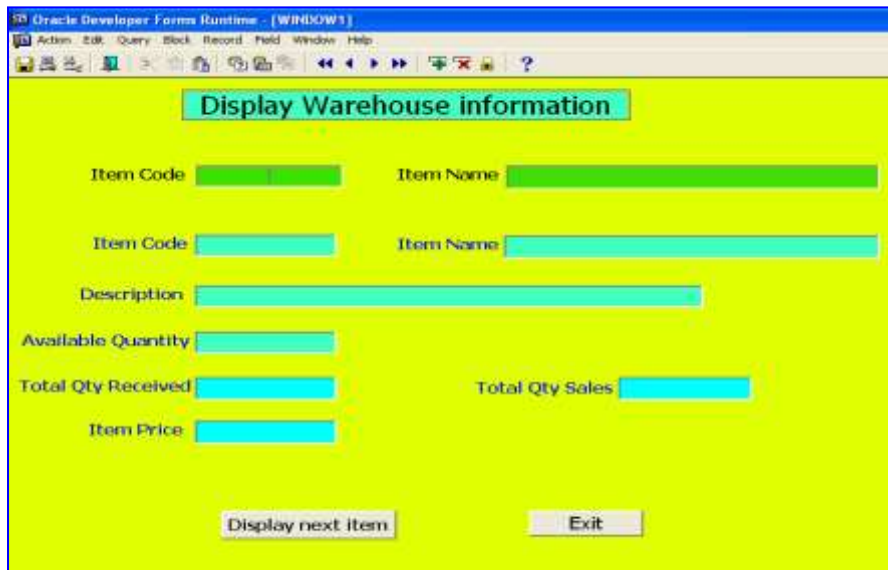 Oracle Developer Forms Runtime - [WINDOW1]
Action Edit Query Block Record Field Window Help
Display Warehouse information
Item Code Item Name
Item Code Item Name
Description
Available Quantity
Total Qty Received Total Qty Sales
Item Price
Display next item Exit